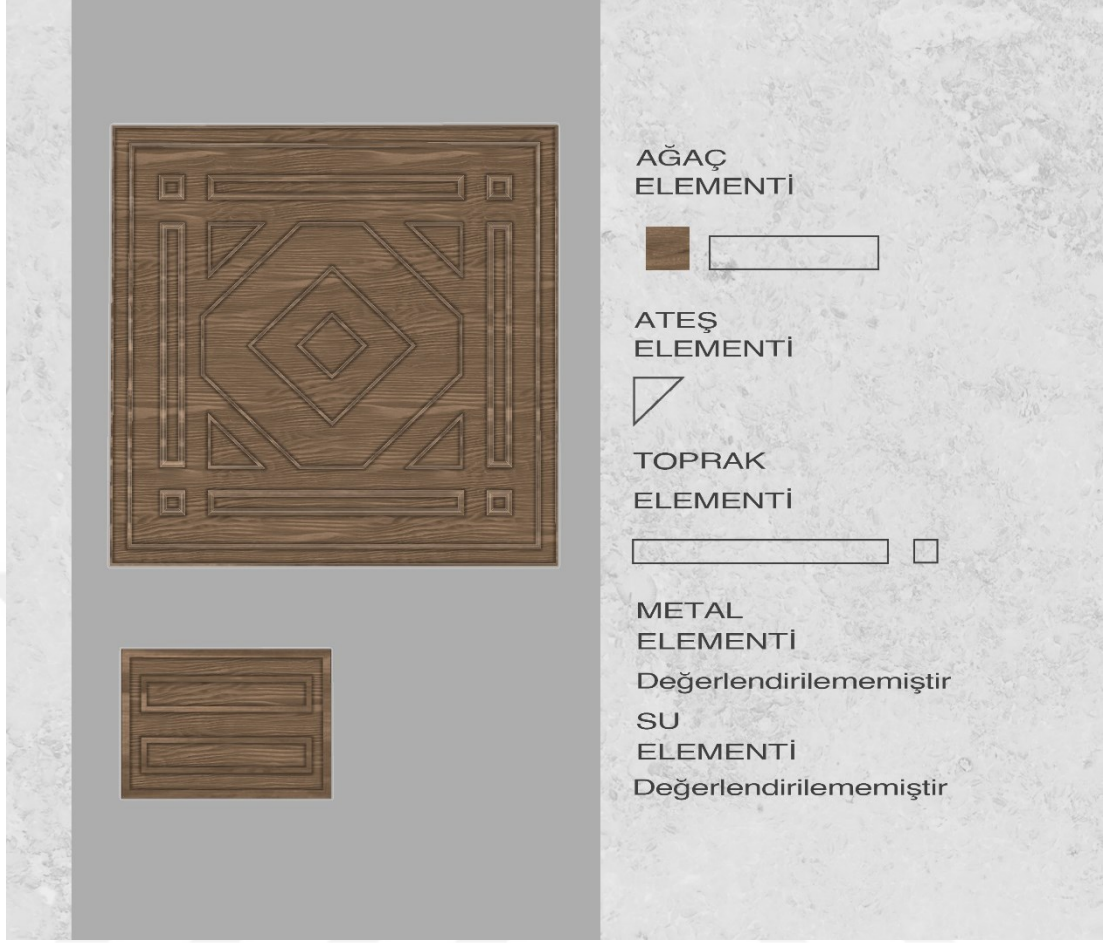 AĞAÇ
ELEMENTİ
ATEŞ
ELEMENTİ
TOPRAK
ELEMENTİ
METAL
ELEMENTİ
Değerlendirilememiştir
SU
ELEMENTİ
Değerlendirilememiştir